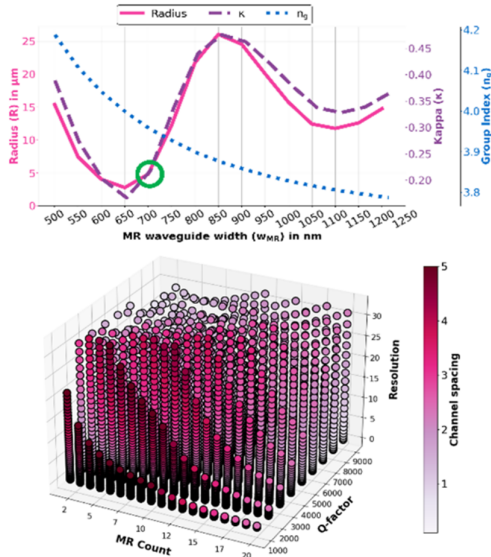 Radius κ n_g
25
20
15
10
5
0
Radius (R) in μm
0.45
0.40
0.35
0.30
0.25
0.20
Kappa (κ)
4.2
4.1
4.0
3.9
3.8
Group Index (n_g)
500 550 600 650 700 750 800 850 900 950 1000 1050 1100 1150 1200 1250
MR waveguide width (w_MR) in nm
30
25
20
15
10
5
0
Resolution
5
4
3
2
1
Channel spacing
2 5 7 10 12 15 17 20
MR Count
1000 2000 3000 4000 5000 6000 7000 8000 9000
Q-factor